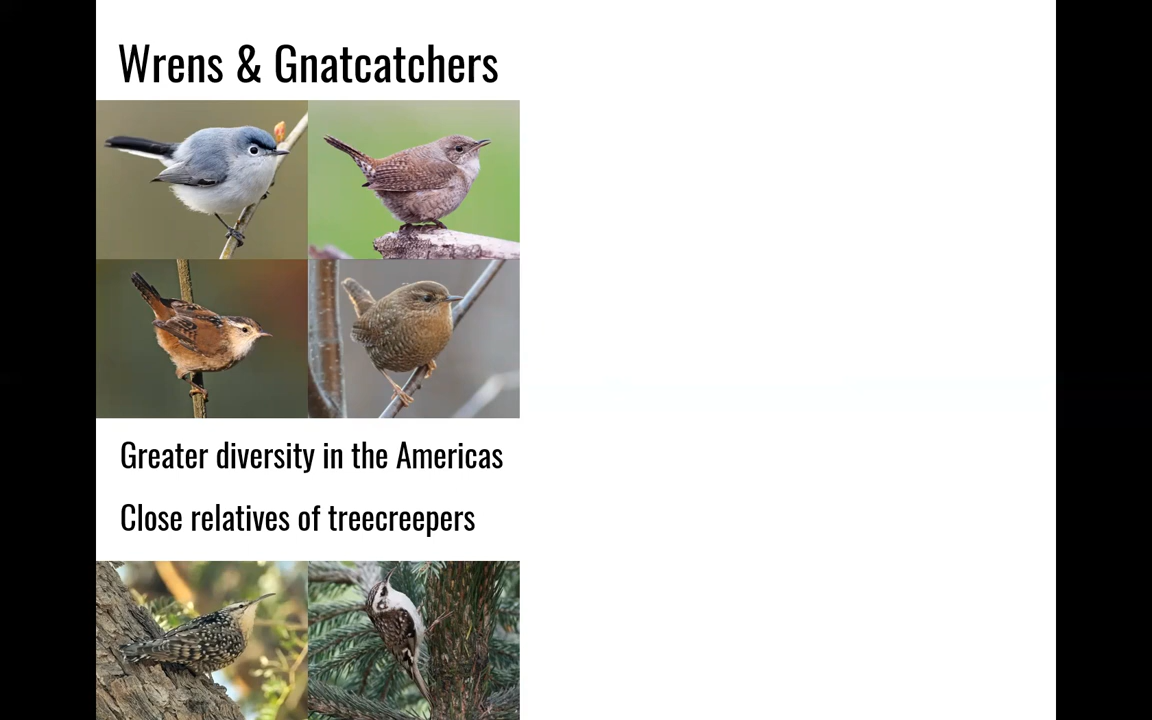 Wrens & Gnatcatchers
Greater diversity in the Americas
Close relatives of treecreepers